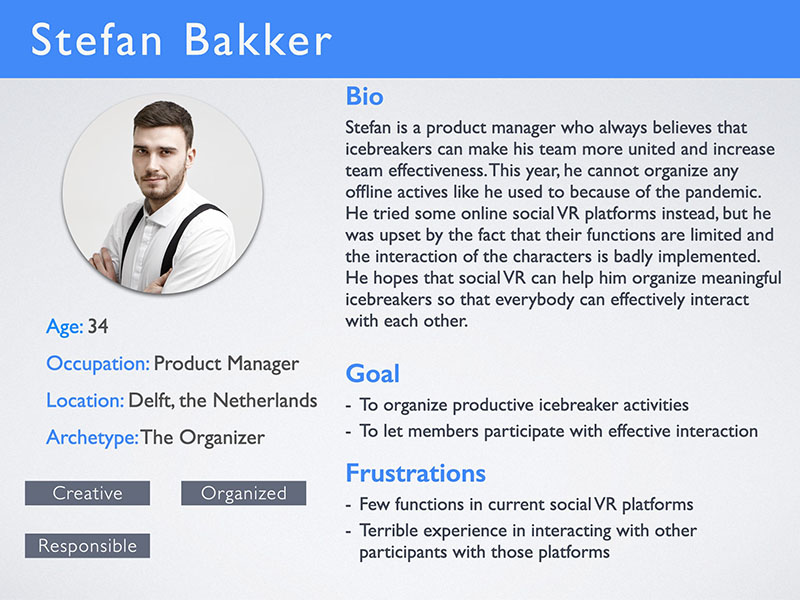 Stefan Bakker
Age: 34
Occupation: Product Manager
Location: Delft, the Netherlands
Archetype: The Organizer
Creative
Organized
Responsible
Bio
Stefan is a product manager who always believes that
icebreakers can make his team more united and increase
team effectiveness. This year, he cannot organize any
offline actives like he used to because of the pandemic.
He tried some online social VR platforms instead, but he
was upset by the fact that their functions are limited and
the interaction of the characters is badly implemented.
He hopes that social VR can help him organize meaningful
icebreakers so that everybody can effectively interact
with each other.
Goal
- To organize productive icebreaker activities
- To let members participate with effective interaction
Frustrations
- Few functions in current social VR platforms
- Terrible experience in interacting with other
participants with those platforms